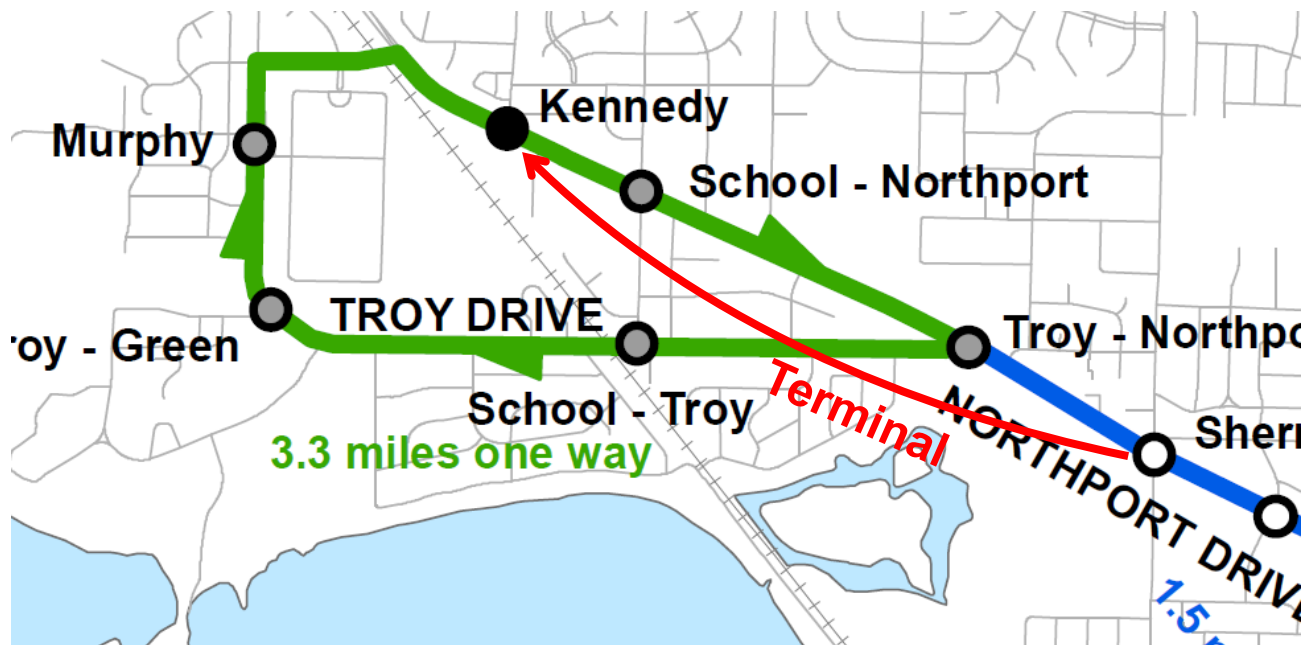 Kennedy
Murphy
School - Northport
TROY DRIVE
Troy - Northpo
roy - Green
Terminal
School - Troy
NORTHPORT DRIVE
Sherr
3.3 miles one way
1.5